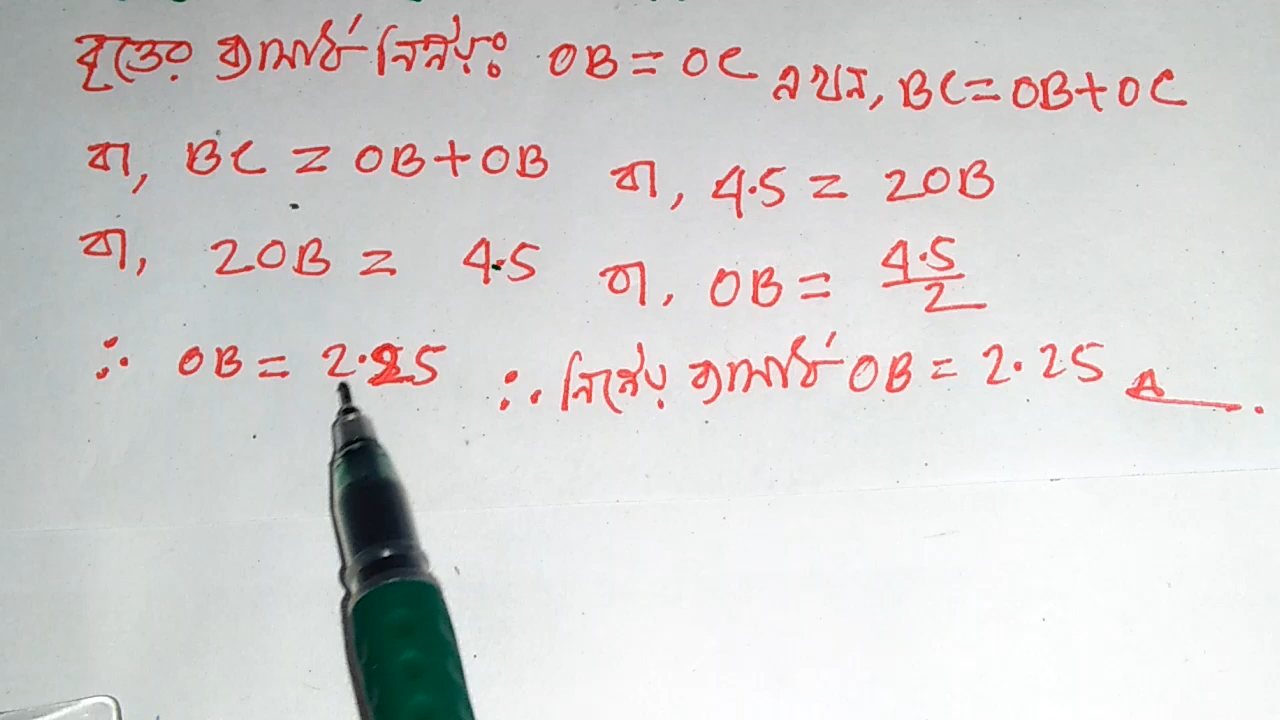 বৃত্তের ব্যাসার্ধ নির্ণয়ঃ OB = OC এখন, BC = OB + OC
বা, BC = OB + OB বা, 4.5 = 2OB
বা, 2OB = 4.5 বা, OB = 4.5/2
∴ OB = 2.25 ∴ নির্ণেয় ব্যাসার্ধ OB = 2.25